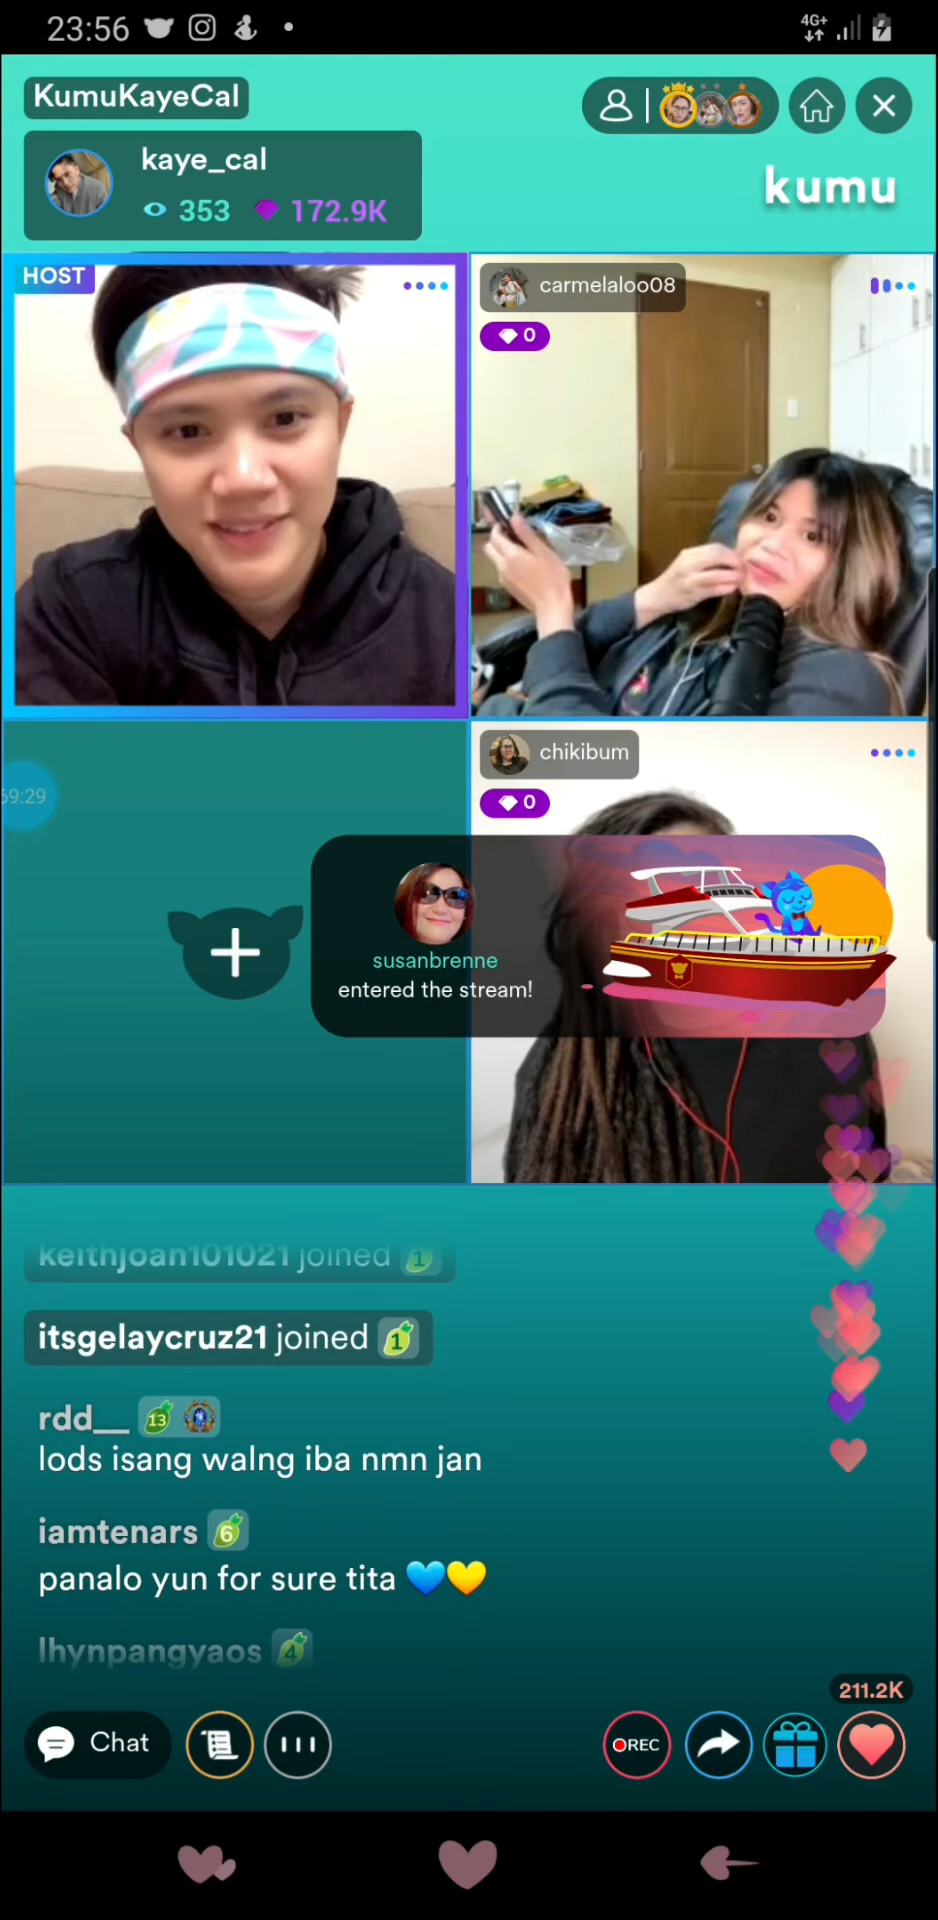 23:56
4G+
KumuKayeCal
kaye_cal
353 172.9K
kumu
HOST
carmelaloo08
0
chikibum
0
69:29
susanbrenne
entered the stream!
keithjoan101021 joined 1
itsgelaycruz21 joined 1
rdd__ 13
lods isang walng iba nmn jan
iamtenars 6
panalo yun for sure tita 💙💛
lhynpangyaos 4
211.2K
Chat
REC